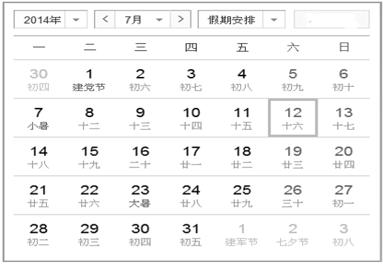 2014年 < 7月 > 假期安排
一 二 三 四 五 六 日
30 1 2 3 4 5 6
初四 建党节 初六 初七 初八 初九 初十
7 8 9 10 11 12 13
小暑 十二 十三 十四 十五 十六 十七
14 15 16 17 18 19 20
十八 十九 二十 廿一 廿二 廿三 廿四
21 22 23 24 25 26 27
廿五 廿六 大暑 廿八 廿九 三十 初一
28 29 30 31 1 2 3
初二 初三 初四 初五 建军节 七夕节 初八